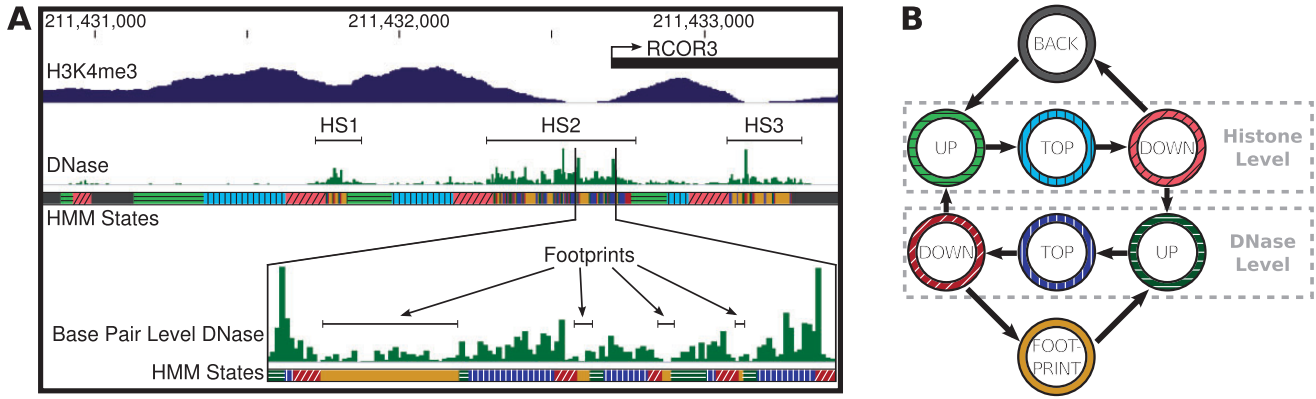 A
211,431,000 211,432,000 211,433,000
RCOR3
H3K4me3
HS1 HS2 HS3
DNase
HMM States
Footprints
Base Pair Level DNase
HMM States
B
BACK
UP TOP DOWN
Histone
Level
DOWN TOP UP
DNase
Level
FOOT-
PRINT